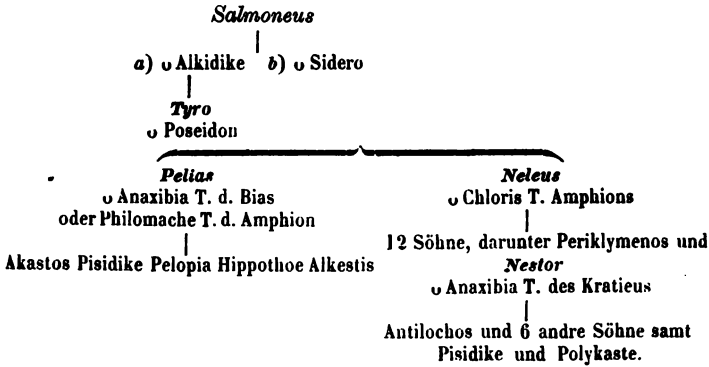 Salmoneus
a) ∪ Alkidike b) ∪ Sidero
Tyro
∪ Poseidon
Pelias
∪ Anaxibia T. d. Bias
oder Philomache T. d. Amphion
Akastos Pisidike Pelopia Hippothoe Alkestis
Neleus
∪ Chloris T. Amphions
12 Söhne, darunter Periklymenos und
Nestor
∪ Anaxibia T. des Kratieus
Antilochos und 6 andre Söhne samt
Pisidike und Polykaste.